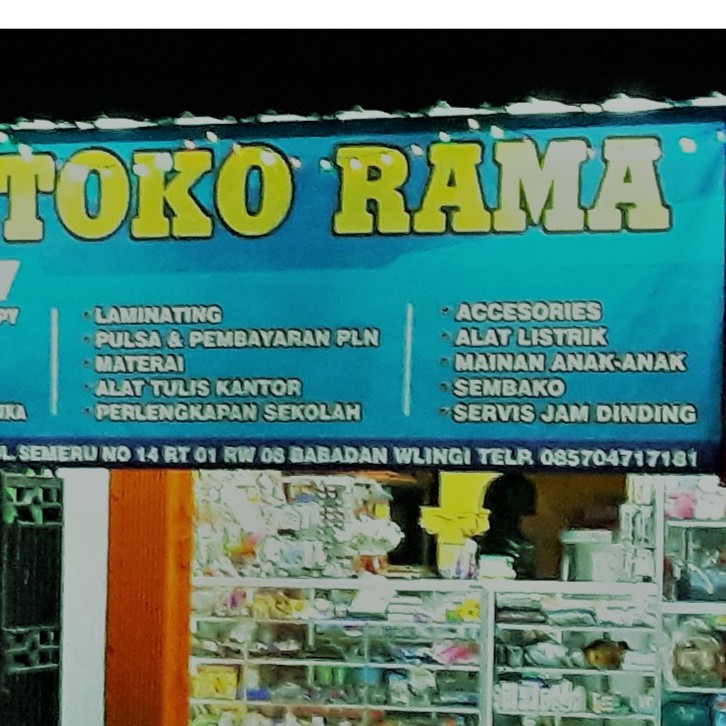 TOKO RAMA
LAMINATING
PULSA & PEMBAYARAN PLN
MATERAI
ALAT TULIS KANTOR
PERLENGKAPAN SEKOLAH
ACCESORIES
ALAT LISTRIK
MAINAN ANAK-ANAK
SEMBAKO
SERVIS JAM DINDING
SEMERU NO 14 RT 01 RW 08 BABADAN WLINGI TELP. 085704717181